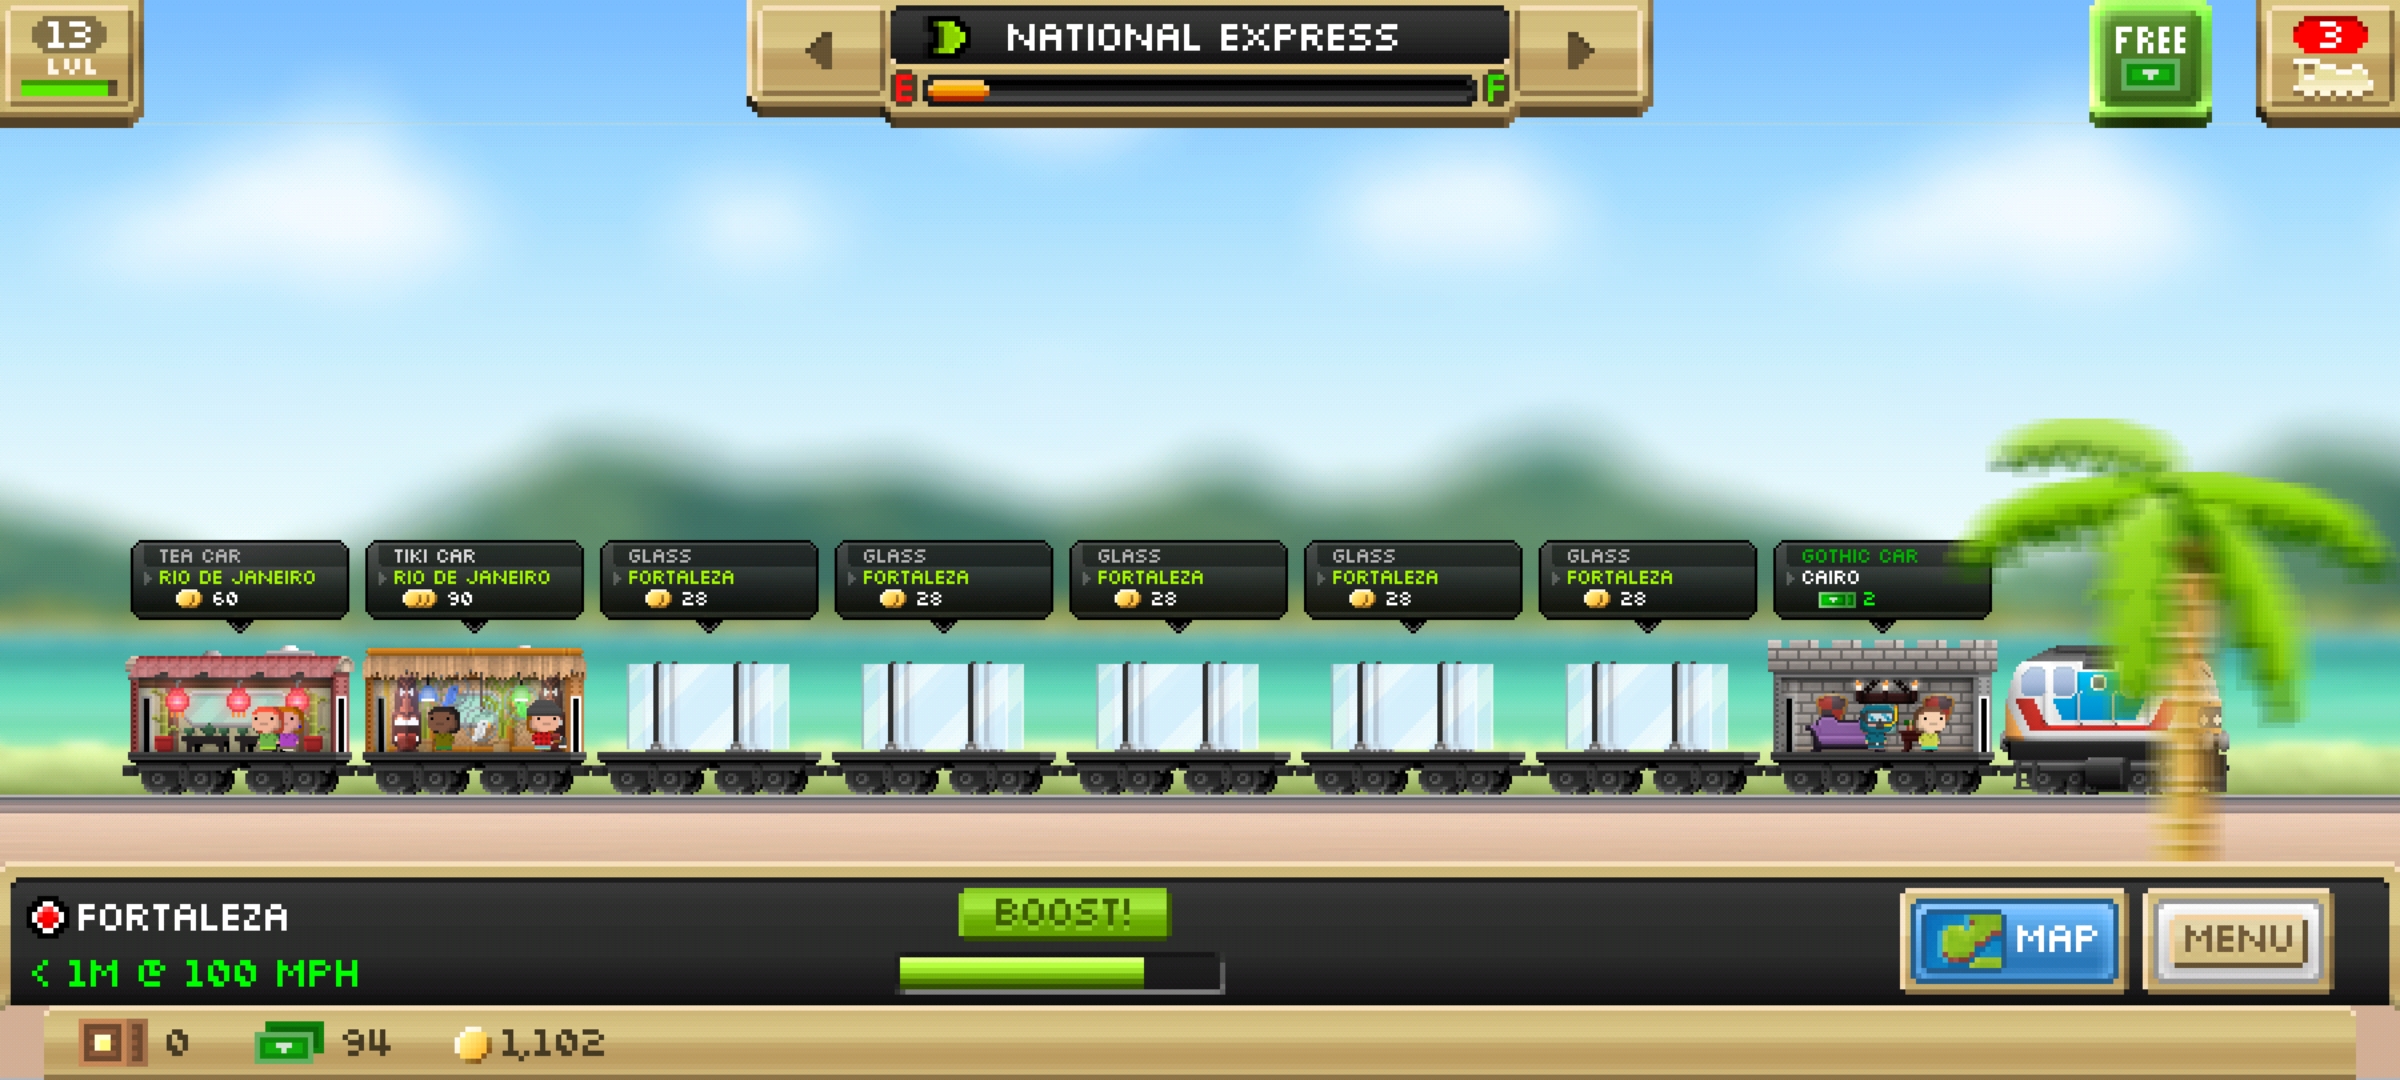 13
LVL
NATIONAL EXPRESS
E F
FREE
3
TEA CAR
RIO DE JANEIRO
60
TIKI CAR
RIO DE JANEIRO
90
GLASS
FORTALEZA
28
GLASS
FORTALEZA
28
GLASS
FORTALEZA
28
GLASS
FORTALEZA
28
GLASS
FORTALEZA
28
GOTHIC CAR
CAIRO
2
FORTALEZA
< 1M @ 100 MPH
BOOST!
MAP
MENU
0 94 1,102